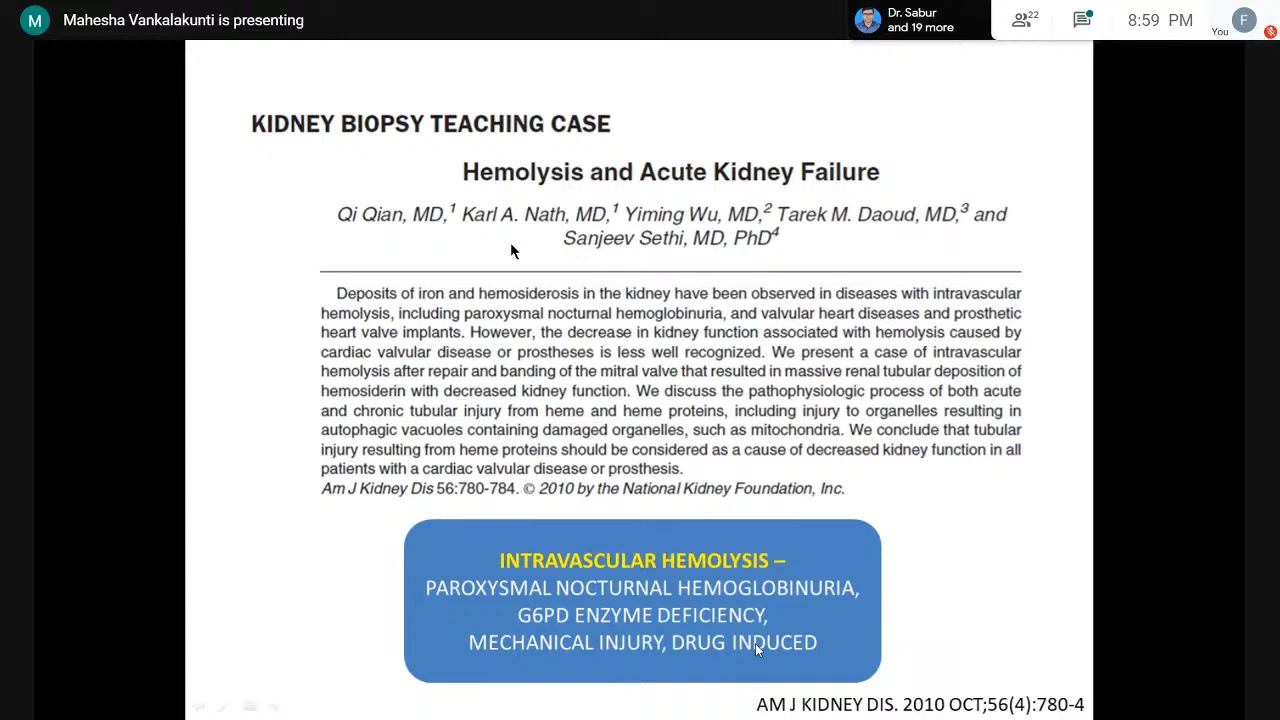 M
Mahesha Vankalakunti is presenting
Dr. Sabur
and 19 more
22
8:59 PM
You
F
KIDNEY BIOPSY TEACHING CASE
Hemolysis and Acute Kidney Failure
Qi Qian, MD,1 Karl A. Nath, MD,1 Yiming Wu, MD,2 Tarek M. Daoud, MD,3 and
Sanjeev Sethi, MD, PhD4
Deposits of iron and hemosiderosis in the kidney have been observed in diseases with intravascular
hemolysis, including paroxysmal nocturnal hemoglobinuria, and valvular heart diseases and prosthetic
heart valve implants. However, the decrease in kidney function associated with hemolysis caused by
cardiac valvular disease or prostheses is less well recognized. We present a case of intravascular
hemolysis after repair and banding of the mitral valve that resulted in massive renal tubular deposition of
hemosiderin with decreased kidney function. We discuss the pathophysiologic process of both acute
and chronic tubular injury from heme and heme proteins, including injury to organelles resulting in
autophagic vacuoles containing damaged organelles, such as mitochondria. We conclude that tubular
injury resulting from heme proteins should be considered as a cause of decreased kidney function in all
patients with a cardiac valvular disease or prosthesis.
Am J Kidney Dis 56:780-784. © 2010 by the National Kidney Foundation, Inc.
INTRAVASCULAR HEMOLYSIS –
PAROXYSMAL NOCTURNAL HEMOGLOBINURIA,
G6PD ENZYME DEFICIENCY,
MECHANICAL INJURY, DRUG INDUCED
AM J KIDNEY DIS. 2010 OCT;56(4):780-4